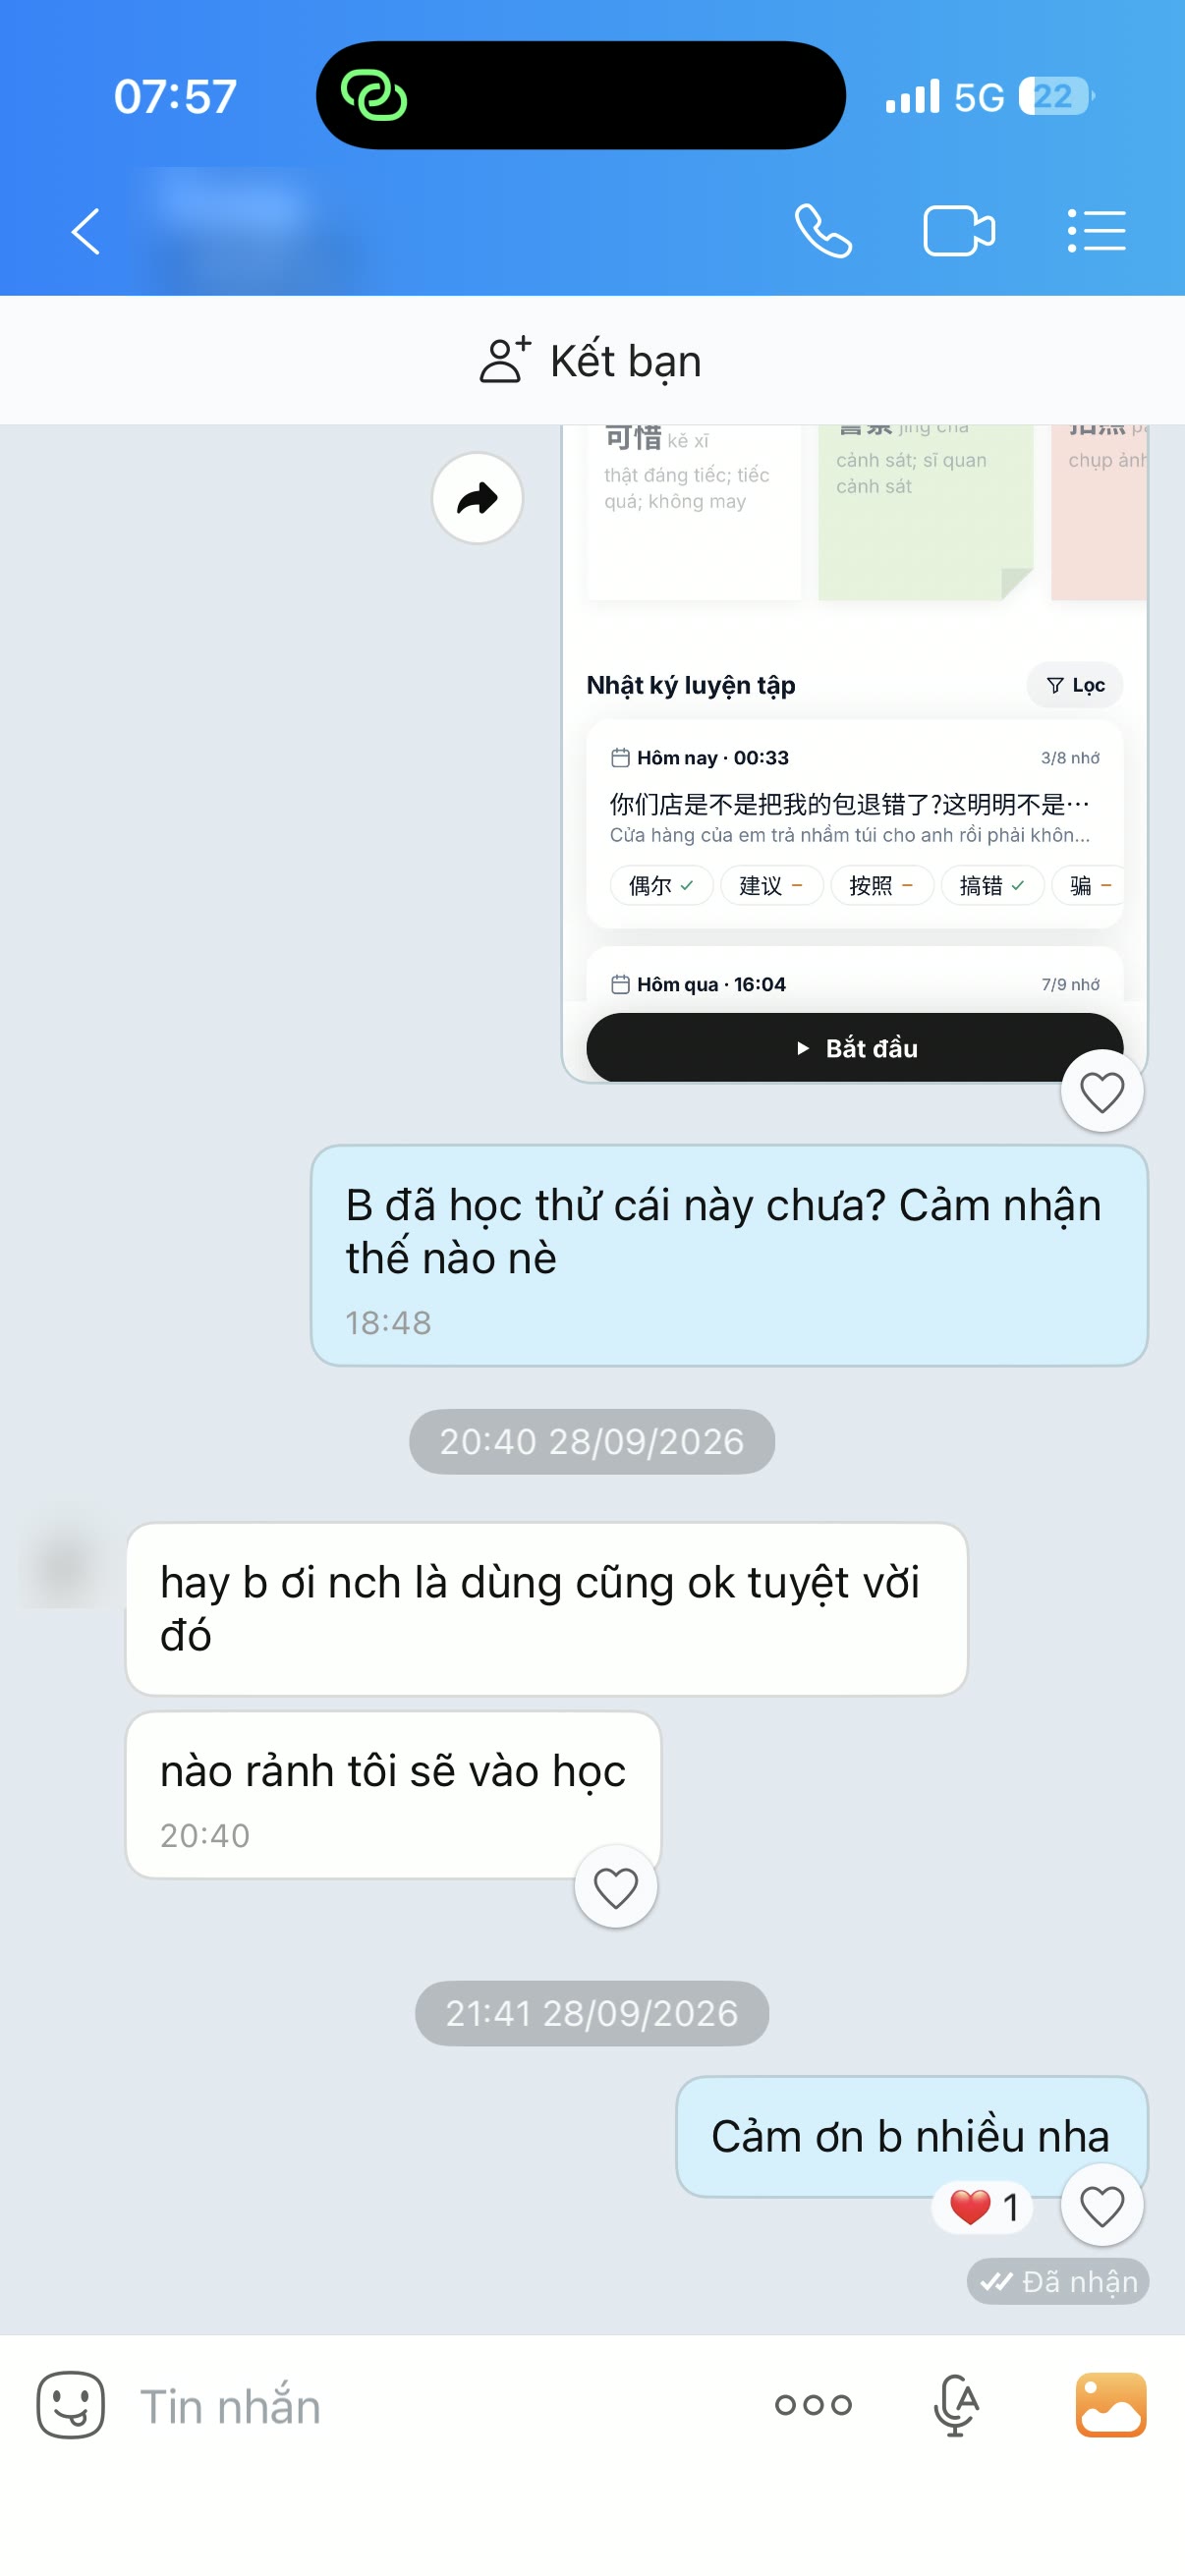 07:57
5G 22
Kết bạn
可惜 kě xī
thật đáng tiếc; tiếc
quá; không may
警察 jǐng chá
cảnh sát; sĩ quan
cảnh sát
拍照
chụp ảnh
Nhật ký luyện tập
Lọc
Hôm nay · 00:33
3/8 nhớ
你们店是不是把我的包退错了?这明明不是…
Cửa hàng của em trả nhầm túi cho anh rồi phải khôn...
偶尔 ✓ 建议 – 按照 – 搞错 ✓ 骗 –
Hôm qua · 16:04
7/9 nhớ
Bắt đầu
B đã học thử cái này chưa? Cảm nhận
thế nào nè
18:48
20:40 28/09/2026
hay b ơi nch là dùng cũng ok tuyệt vời
đó
nào rảnh tôi sẽ vào học
20:40
21:41 28/09/2026
Cảm ơn b nhiều nha
❤️ 1
Đã nhận
Tin nhắn